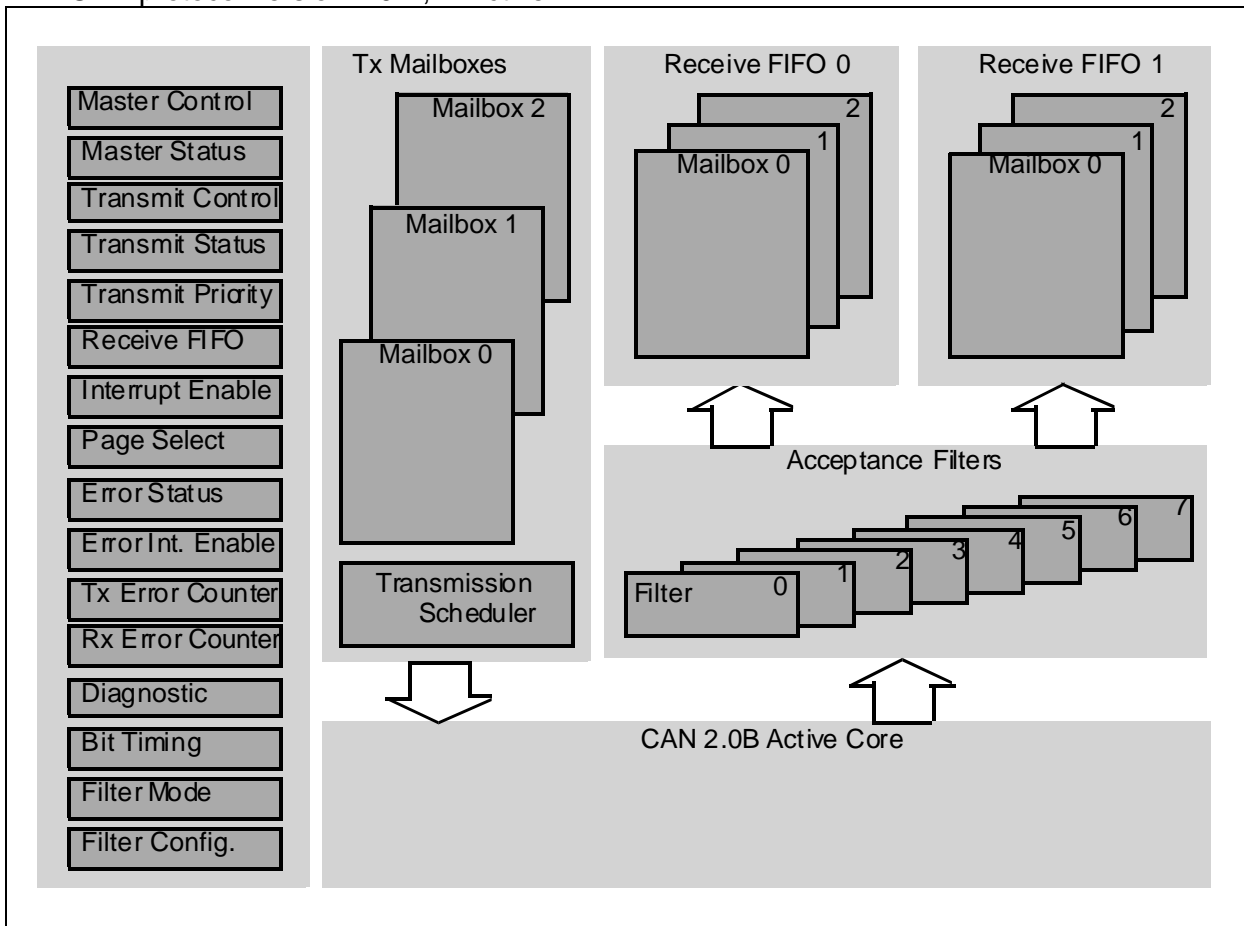 Master Control
Master Status
Transmit Control
Transmit Status
Transmit Priority
Receive FIFO
Interrupt Enable
Page Select
Error Status
Error Int. Enable
Tx Error Counter
Rx Error Counter
Diagnostic
Bit Timing
Filter Mode
Filter Config.
Tx Mailboxes
Mailbox 2
Mailbox 1
Mailbox 0
Transmission
Scheduler
Receive FIFO 0
2
1
Mailbox 0
Receive FIFO 1
2
1
Mailbox 0
Acceptance Filters
Filter 0 1 2 3 4 5 6 7
CAN 2.0B Active Core